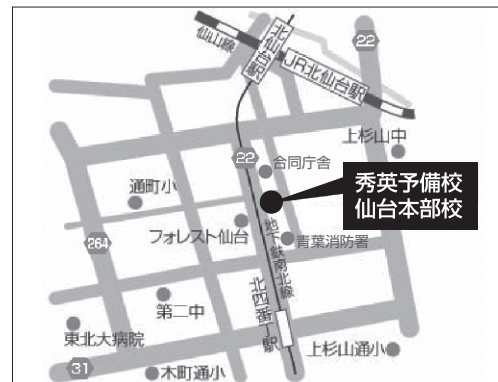 仙山線
北仙台駅
JR北仙台駅
22
上杉山中
22
合同庁舎
秀英予備校
仙台本部校
通町小
フォレスト仙台
地下鉄南北線
青葉消防署
264
第二中
北四番丁駅
東北大病院
上杉山通小
31
木町通小